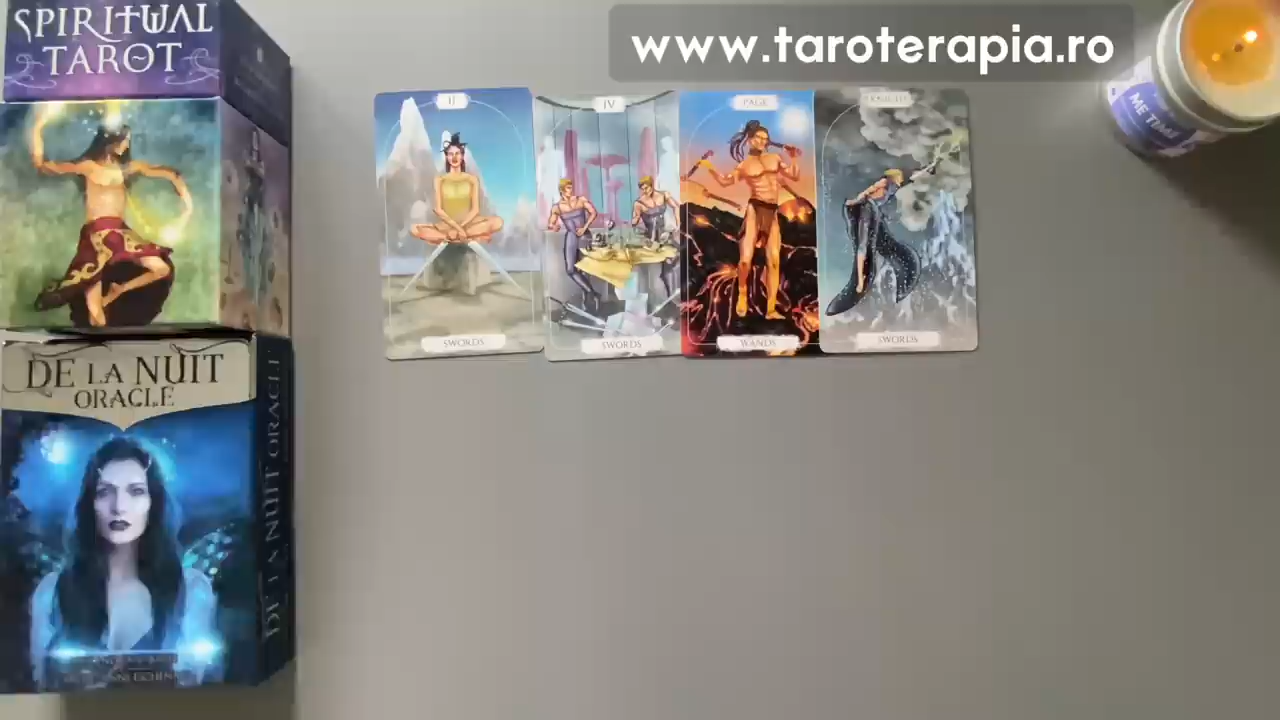 SPIRITUAL
TAROT
www.taroterapia.ro
II
IV
PAGE
KNIGHT
SWORDS
SWORDS
WANDS
SWORDS
ME TIME
DE LA NUIT
ORACLE
DE LA NUIT ORACLE